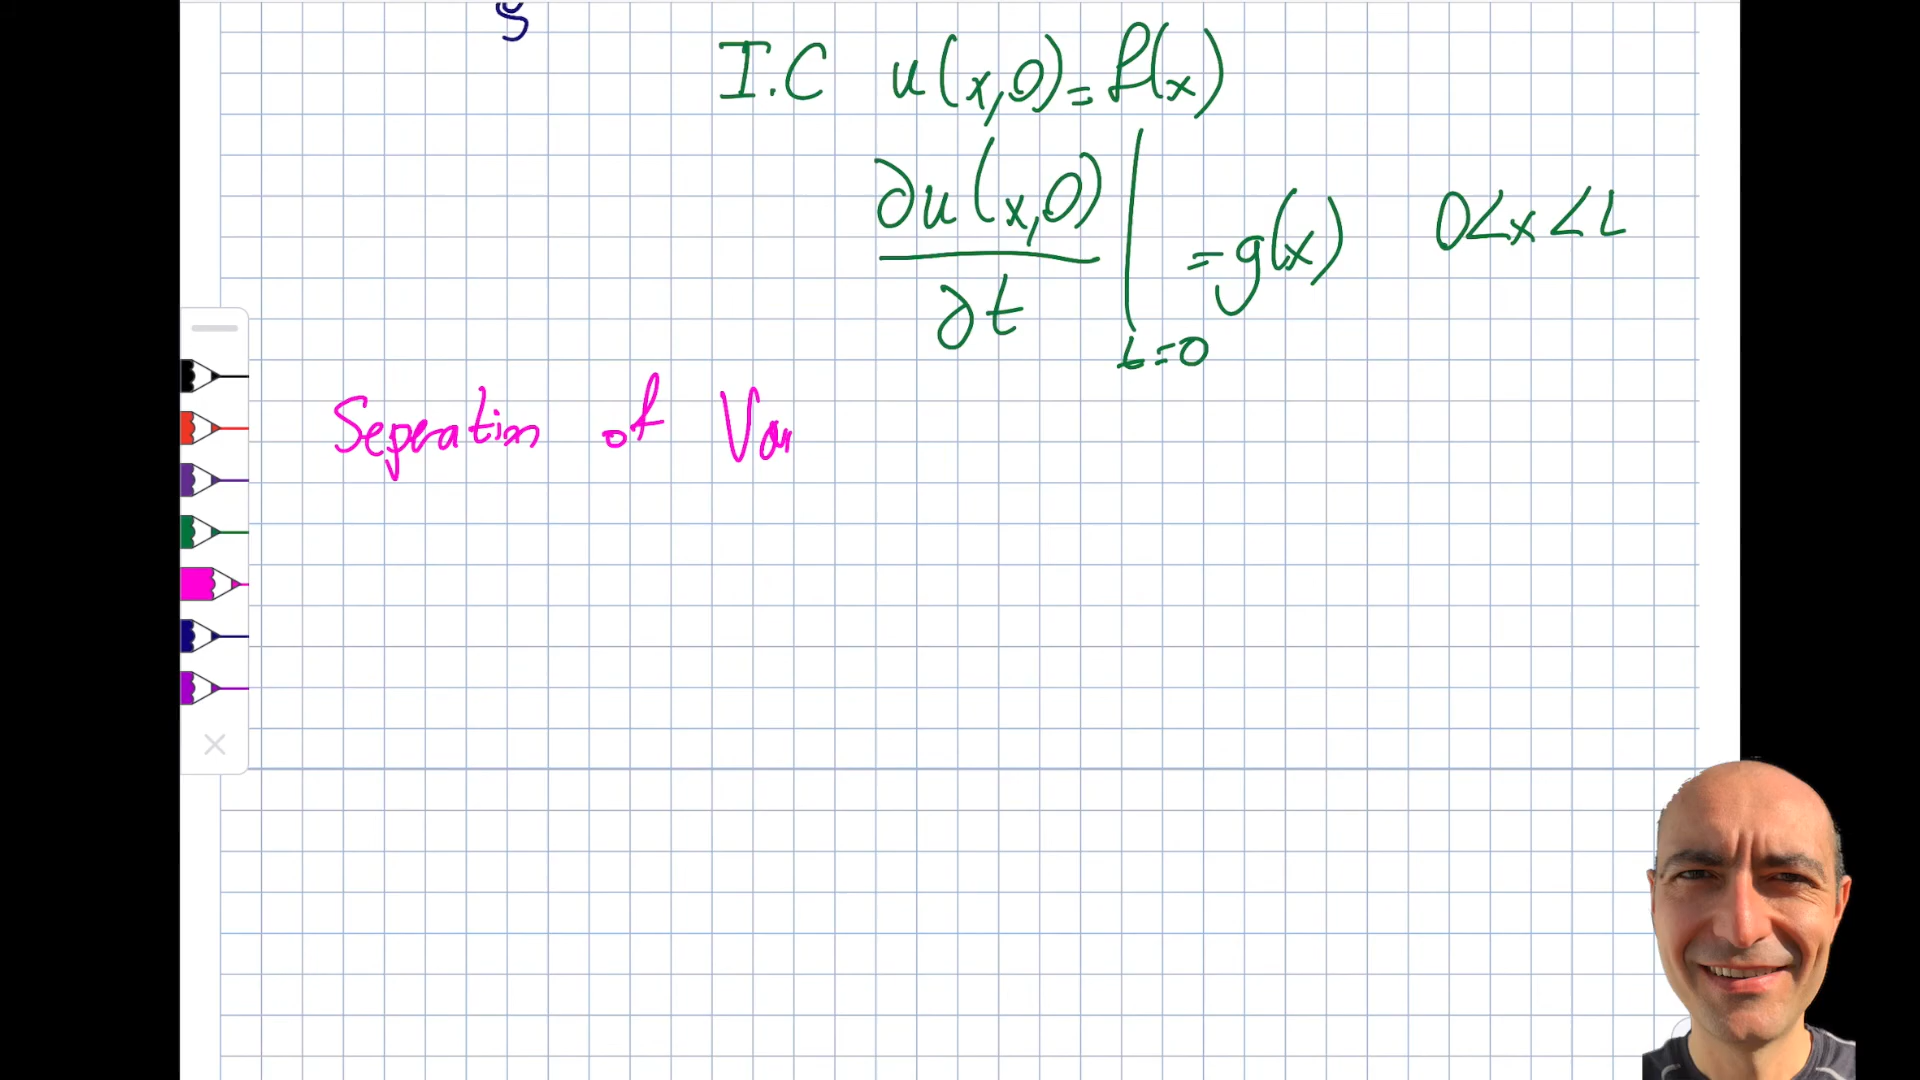 I.C u(x,0)=f(x)
∂u(x,0)/∂t |t=0 =g(x) 0<x<L
Seperation of Var